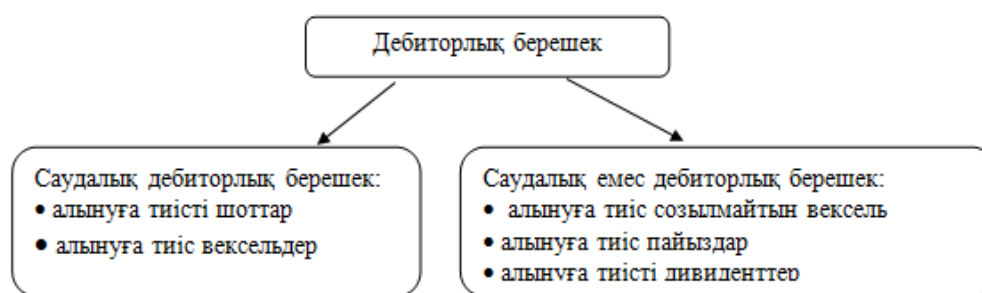 Дебиторлық берешек
Саудалық дебиторлық берешек:
• алынуға тиісті шоттар
• алынуға тиіс вексельдер
Саудалық емес дебиторлық берешек:
• алынуға тиіс созылмайтын вексель
• алынуға тиіс пайыздар
• алынуға тиісті дивиденттер